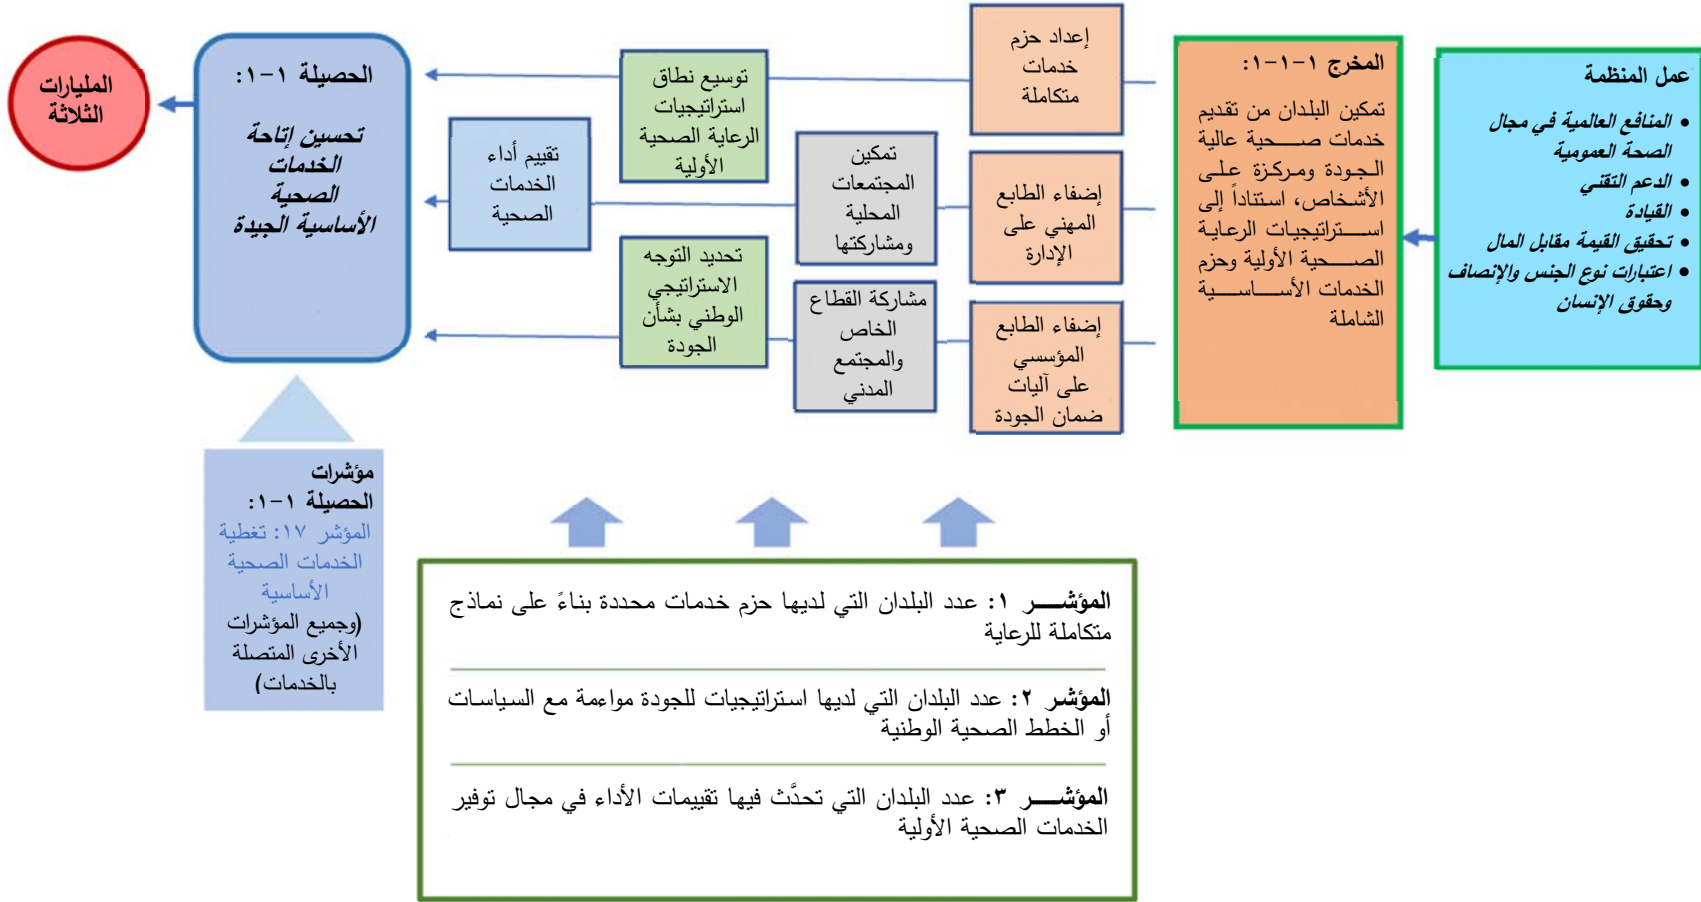 عمل المنظمة
• المنافع العالمية في مجال
الصحة العمومية
• الدعم التقني
• القيادة
• تحقيق القيمة مقابل المال
• اعتبارات نوع الجنس والإنصاف
وحقوق الإنسان
المخرج ١-١-١:
تمكين البلدان من تقديم
خدمات صحية عالية
الجودة ومركزة على
الأشخاص، استناداً إلى
استراتيجيات الرعاية
الصحية الأولية وحزم
الخدمات الأساسية
الشاملة
إعداد حزم
خدمات
متكاملة
إضفاء الطابع
المهني على
الإدارة
إضفاء الطابع
المؤسسي
على آليات
ضمان الجودة
تمكين
المجتمعات
المحلية
ومشاركتها
مشاركة القطاع
الخاص
والمجتمع
المدني
توسيع نطاق
استراتيجيات
الرعاية الصحية
الأولية
تحديد التوجه
الاستراتيجي
الوطني بشأن
الجودة
تقييم أداء
الخدمات
الصحية
الحصيلة ١-١:
تحسين إتاحة
الخدمات
الصحية
الأساسية الجيدة
المليارات
الثلاثة
مؤشرات
الحصيلة ١-١:
المؤشر ١٧: تغطية
الخدمات الصحية
الأساسية
(وجميع المؤشرات
الأخرى المتصلة
بالخدمات)
المؤشر ١: عدد البلدان التي لديها حزم خدمات محددة بناءً على نماذج
متكاملة للرعاية
المؤشر ٢: عدد البلدان التي لديها استراتيجيات للجودة مواءمة مع السياسات
أو الخطط الصحية الوطنية
المؤشر ٣: عدد البلدان التي تحدَّث فيها تقييمات الأداء في مجال توفير
الخدمات الصحية الأولية